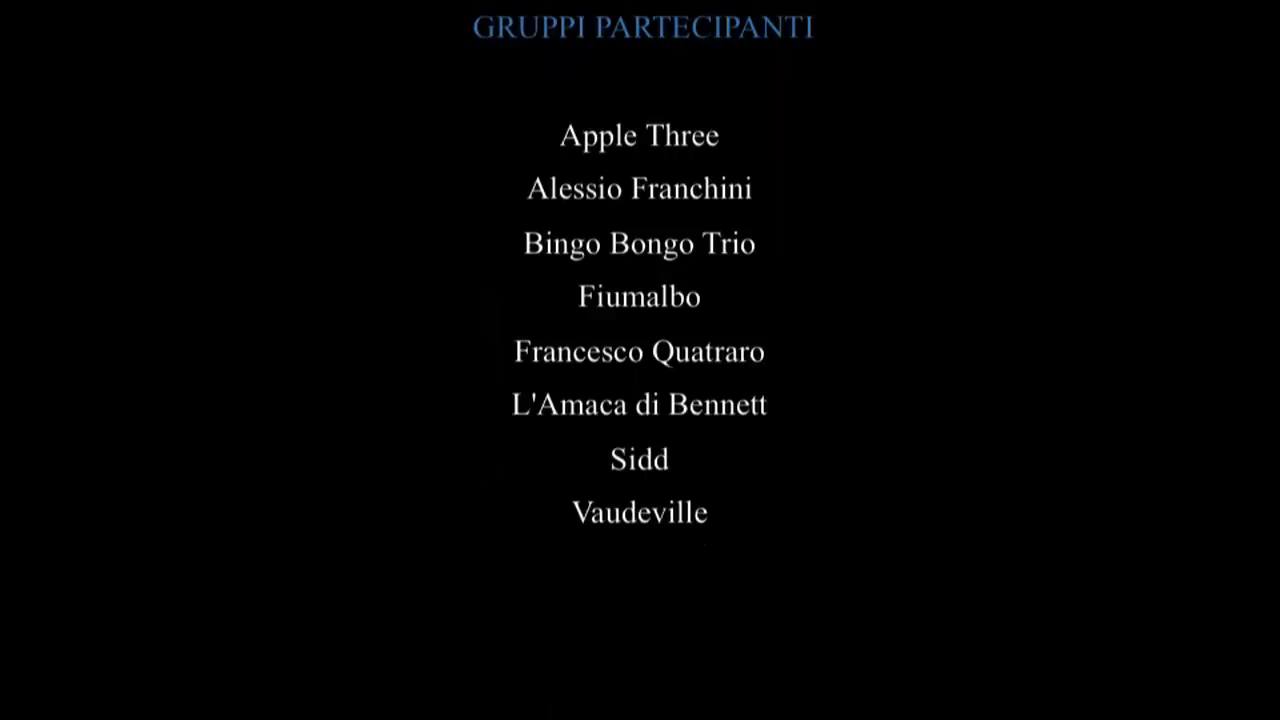 GRUPPI PARTECIPANTI
Apple Three
Alessio Franchini
Bingo Bongo Trio
Fiumalbo
Francesco Quatraro
L'Amaca di Bennett
Sidd
Vaudeville